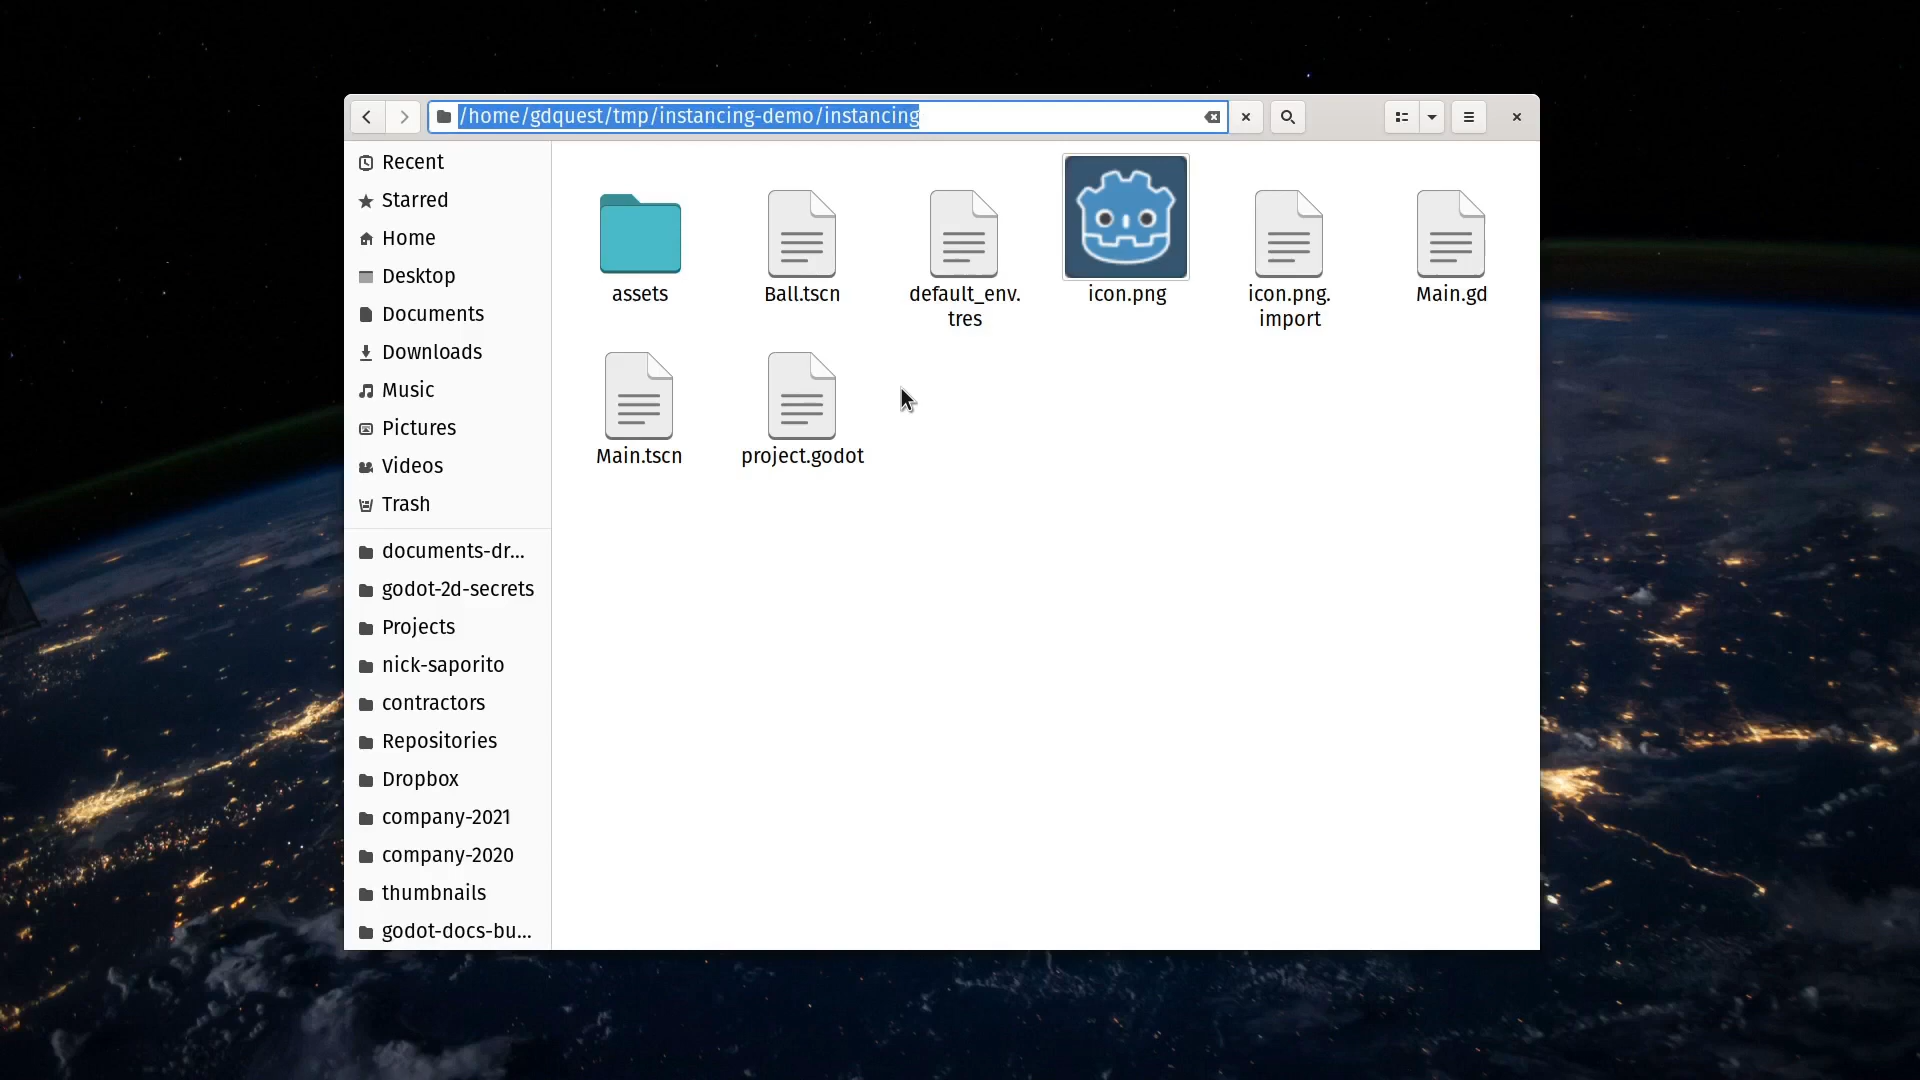 /home/gdquest/tmp/instancing-demo/instancing
Recent
Starred
Home
Desktop
Documents
Downloads
Music
Pictures
Videos
Trash
documents-dr...
godot-2d-secrets
Projects
nick-saporito
contractors
Repositories
Dropbox
company-2021
company-2020
thumbnails
godot-docs-bu...
assets
Ball.tscn
default_env.
tres
icon.png
icon.png.
import
Main.gd
Main.tscn
project.godot